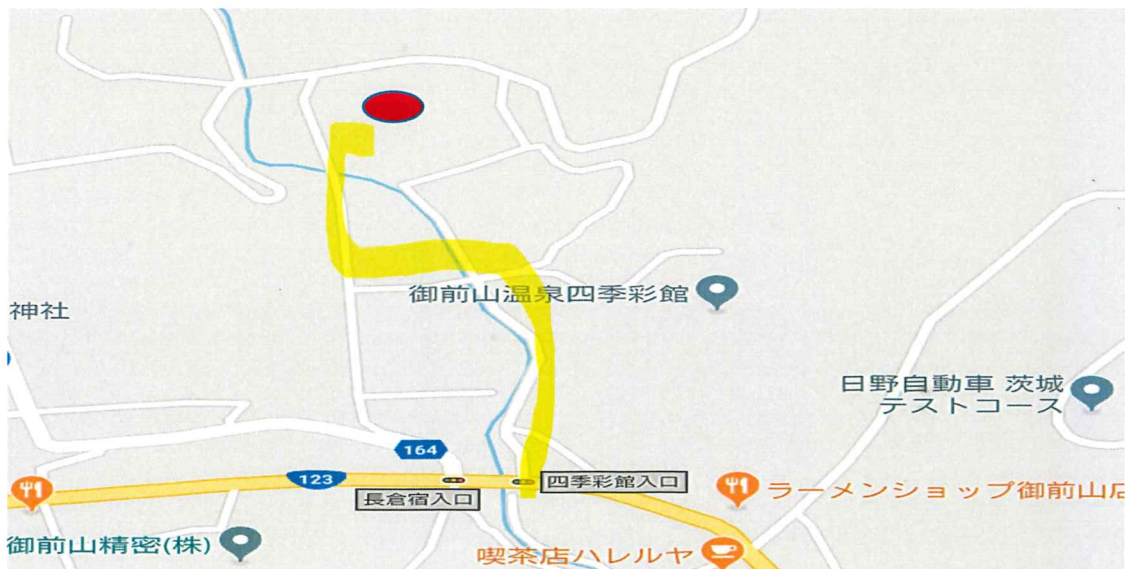 御前山温泉四季彩館
神社
日野自動車 茨城
テストコース
164
123
四季彩館入口
長倉宿入口
ラーメンショップ御前山店
御前山精密(株)
喫茶店ハレルヤ